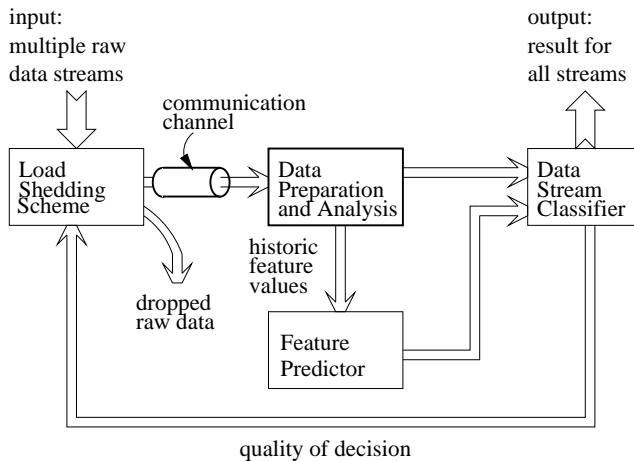 input:
multiple raw
data streams
output:
result for
all streams
communication
channel
Load
Shedding
Scheme
Data
Preparation
and Analysis
Data
Stream
Classifier
dropped
raw data
historic
feature
values
Feature
Predictor
quality of decision